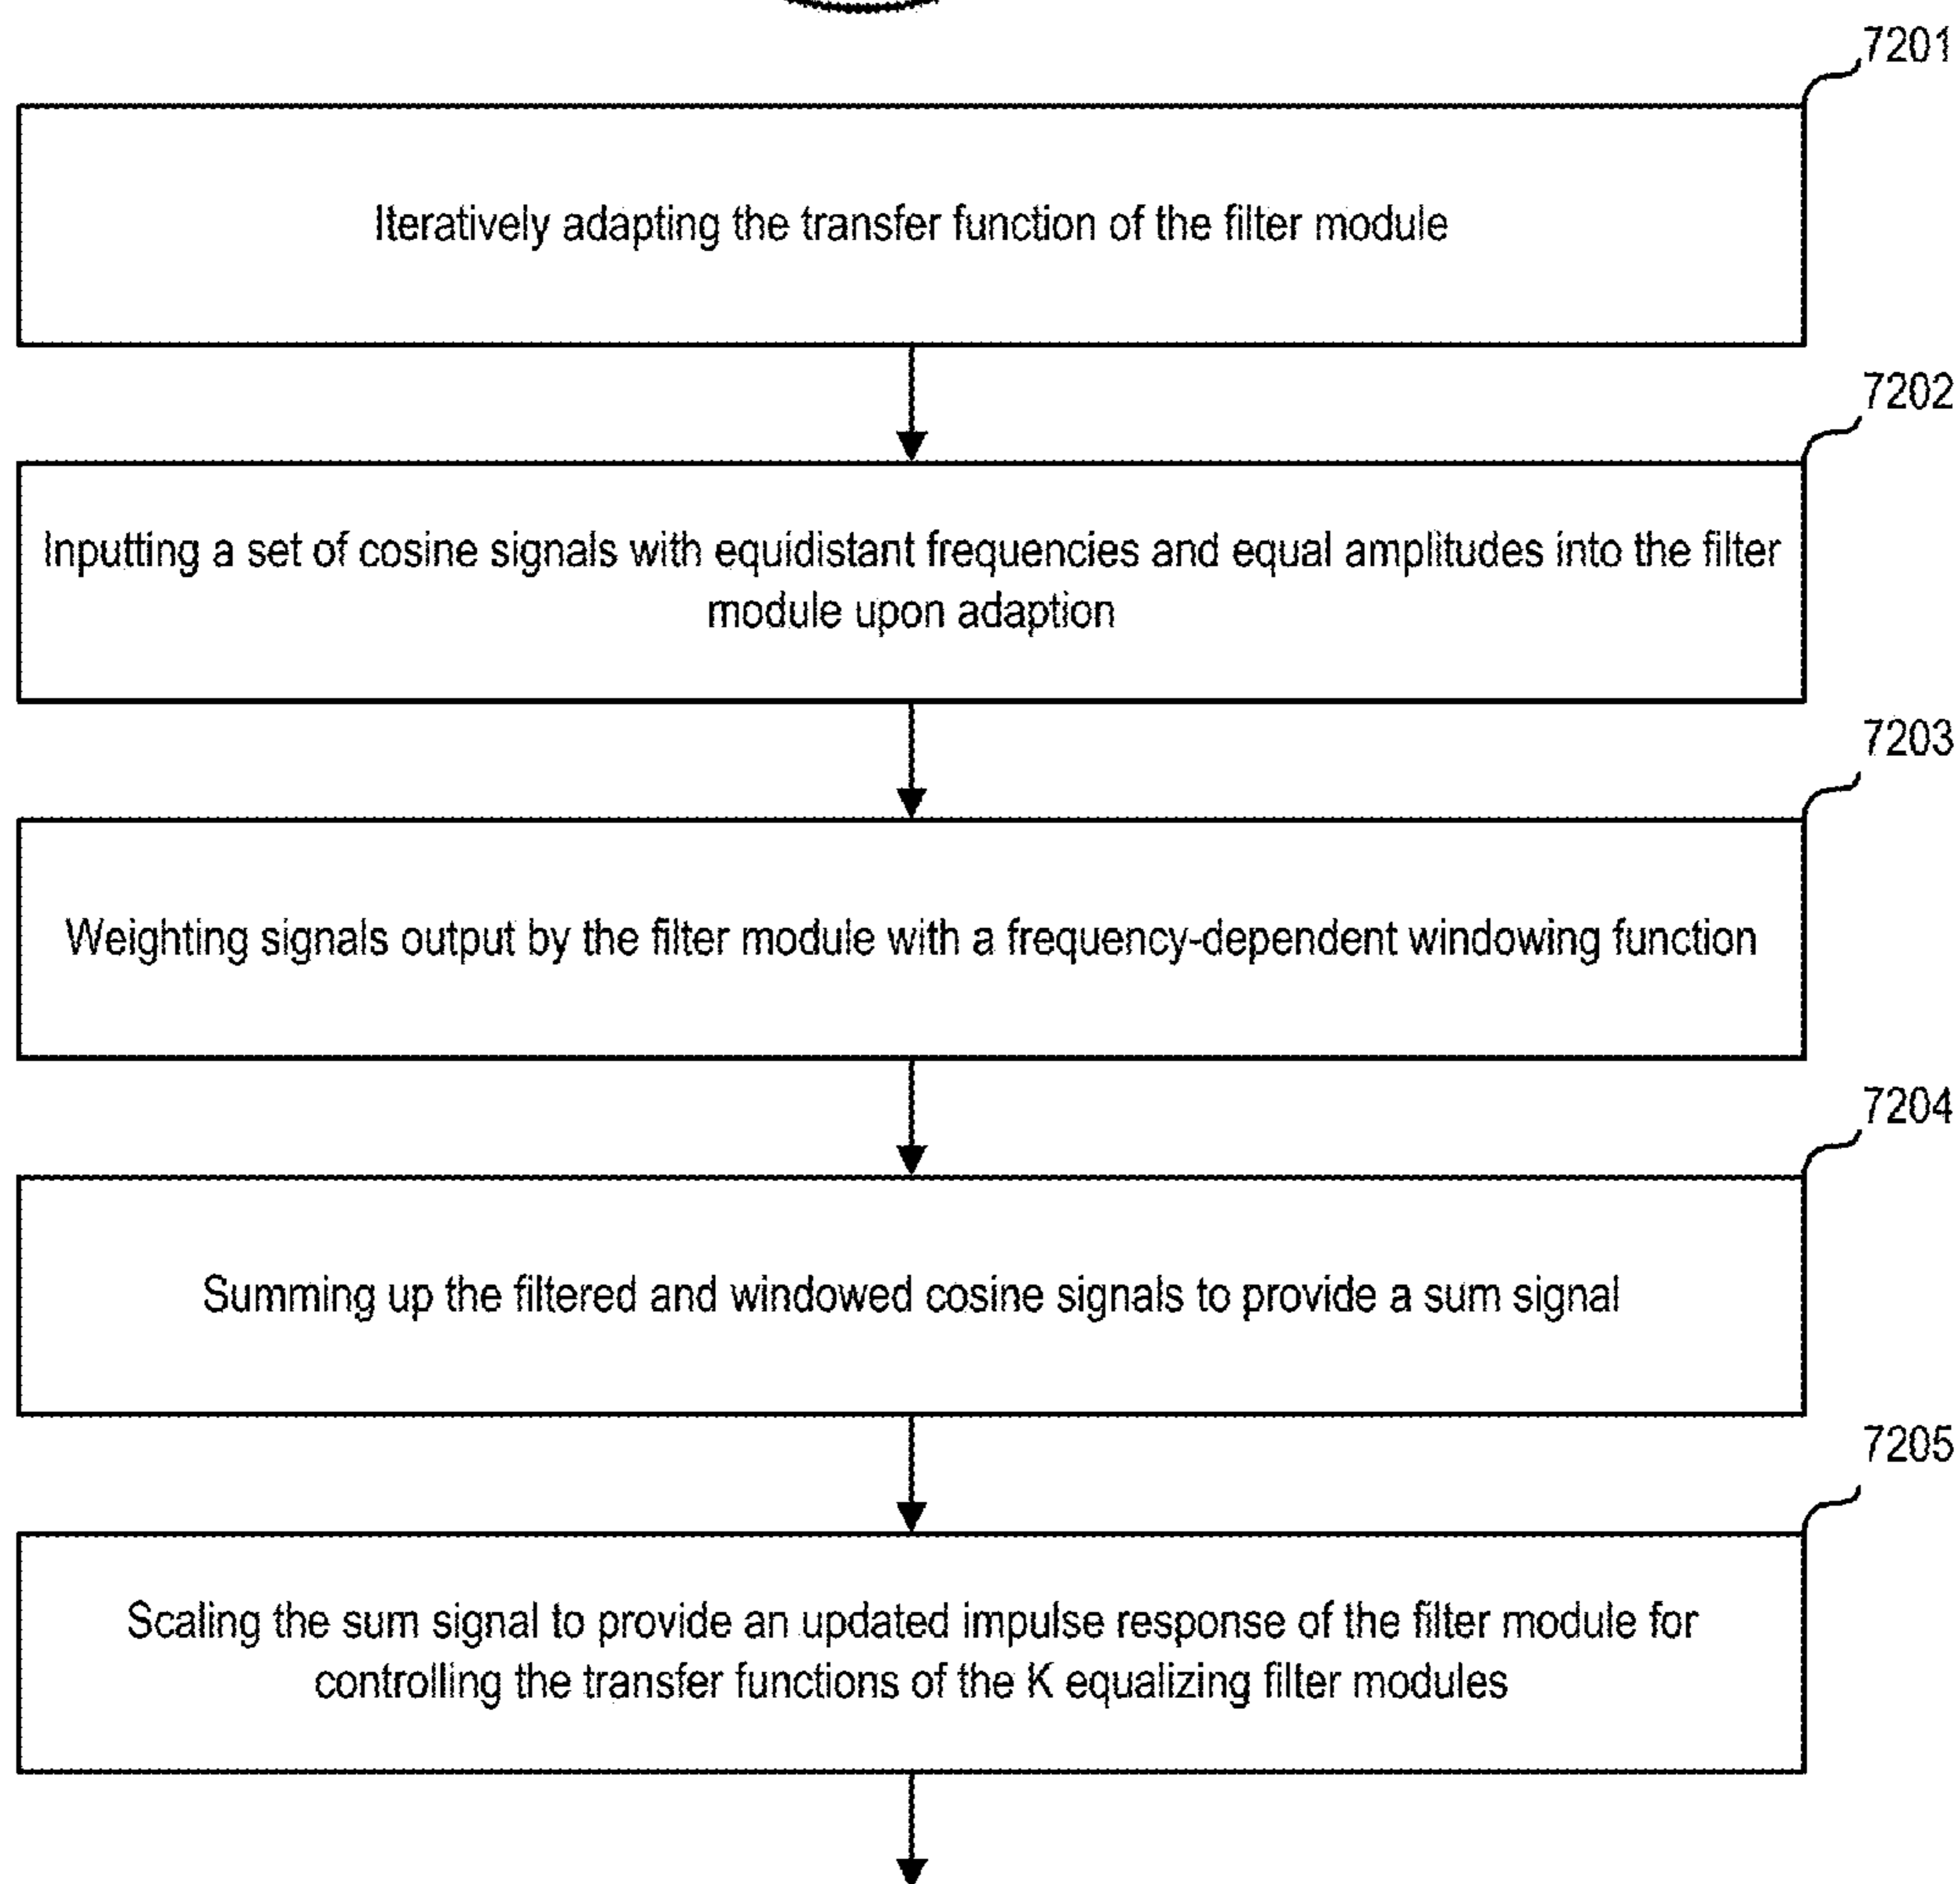 7201
Iteratively adapting the transfer function of the filter module
7202
Inputting a set of cosine signals with equidistant frequencies and equal amplitudes into the filter
module upon adaption
7203
Weighting signals output by the filter module with a frequency-dependent windowing function
7204
Summing up the filtered and windowed cosine signals to provide a sum signal
7205
Scaling the sum signal to provide an updated impulse response of the filter module for
controlling the transfer functions of the K equalizing filter modules